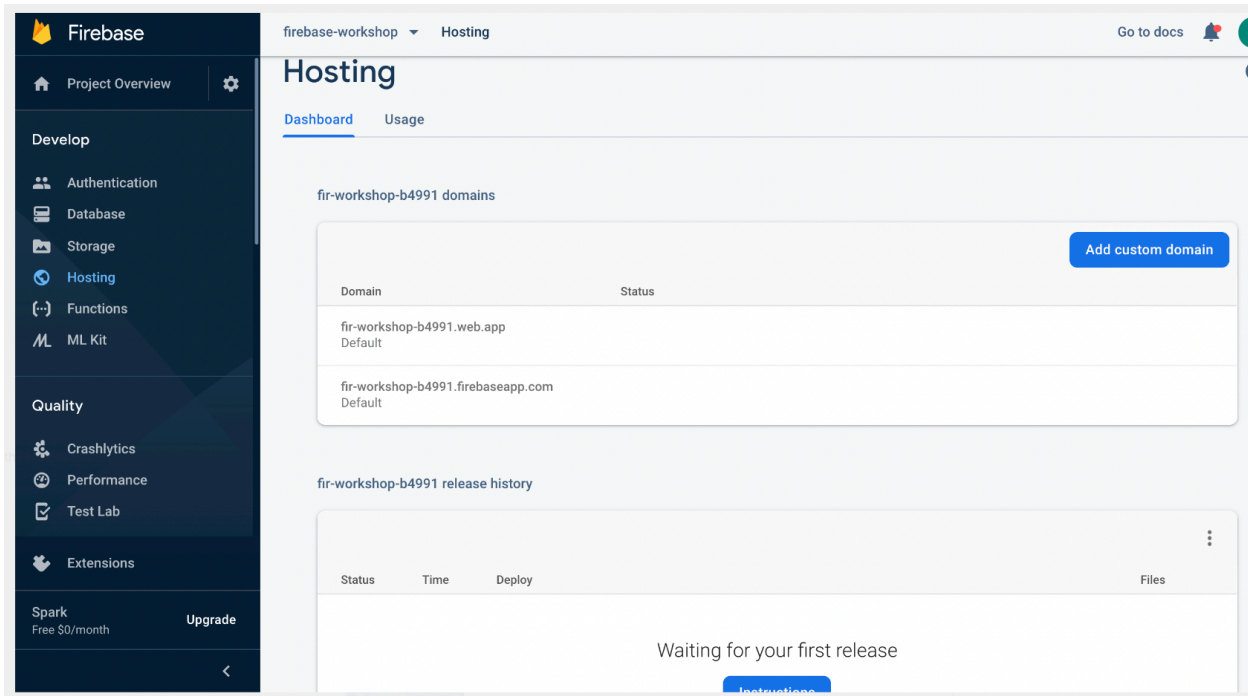 Firebase
firebase-workshop
Hosting
Go to docs
Project Overview
Develop
Authentication
Database
Storage
Hosting
Functions
ML Kit
Quality
Crashlytics
Performance
Test Lab
Extensions
Spark
Free $0/month
Upgrade
Hosting
Dashboard
Usage
fir-workshop-b4991 domains
Add custom domain
Domain
Status
fir-workshop-b4991.web.app
Default
fir-workshop-b4991.firebaseapp.com
Default
fir-workshop-b4991 release history
Status
Time
Deploy
Files
Waiting for your first release
Instructions